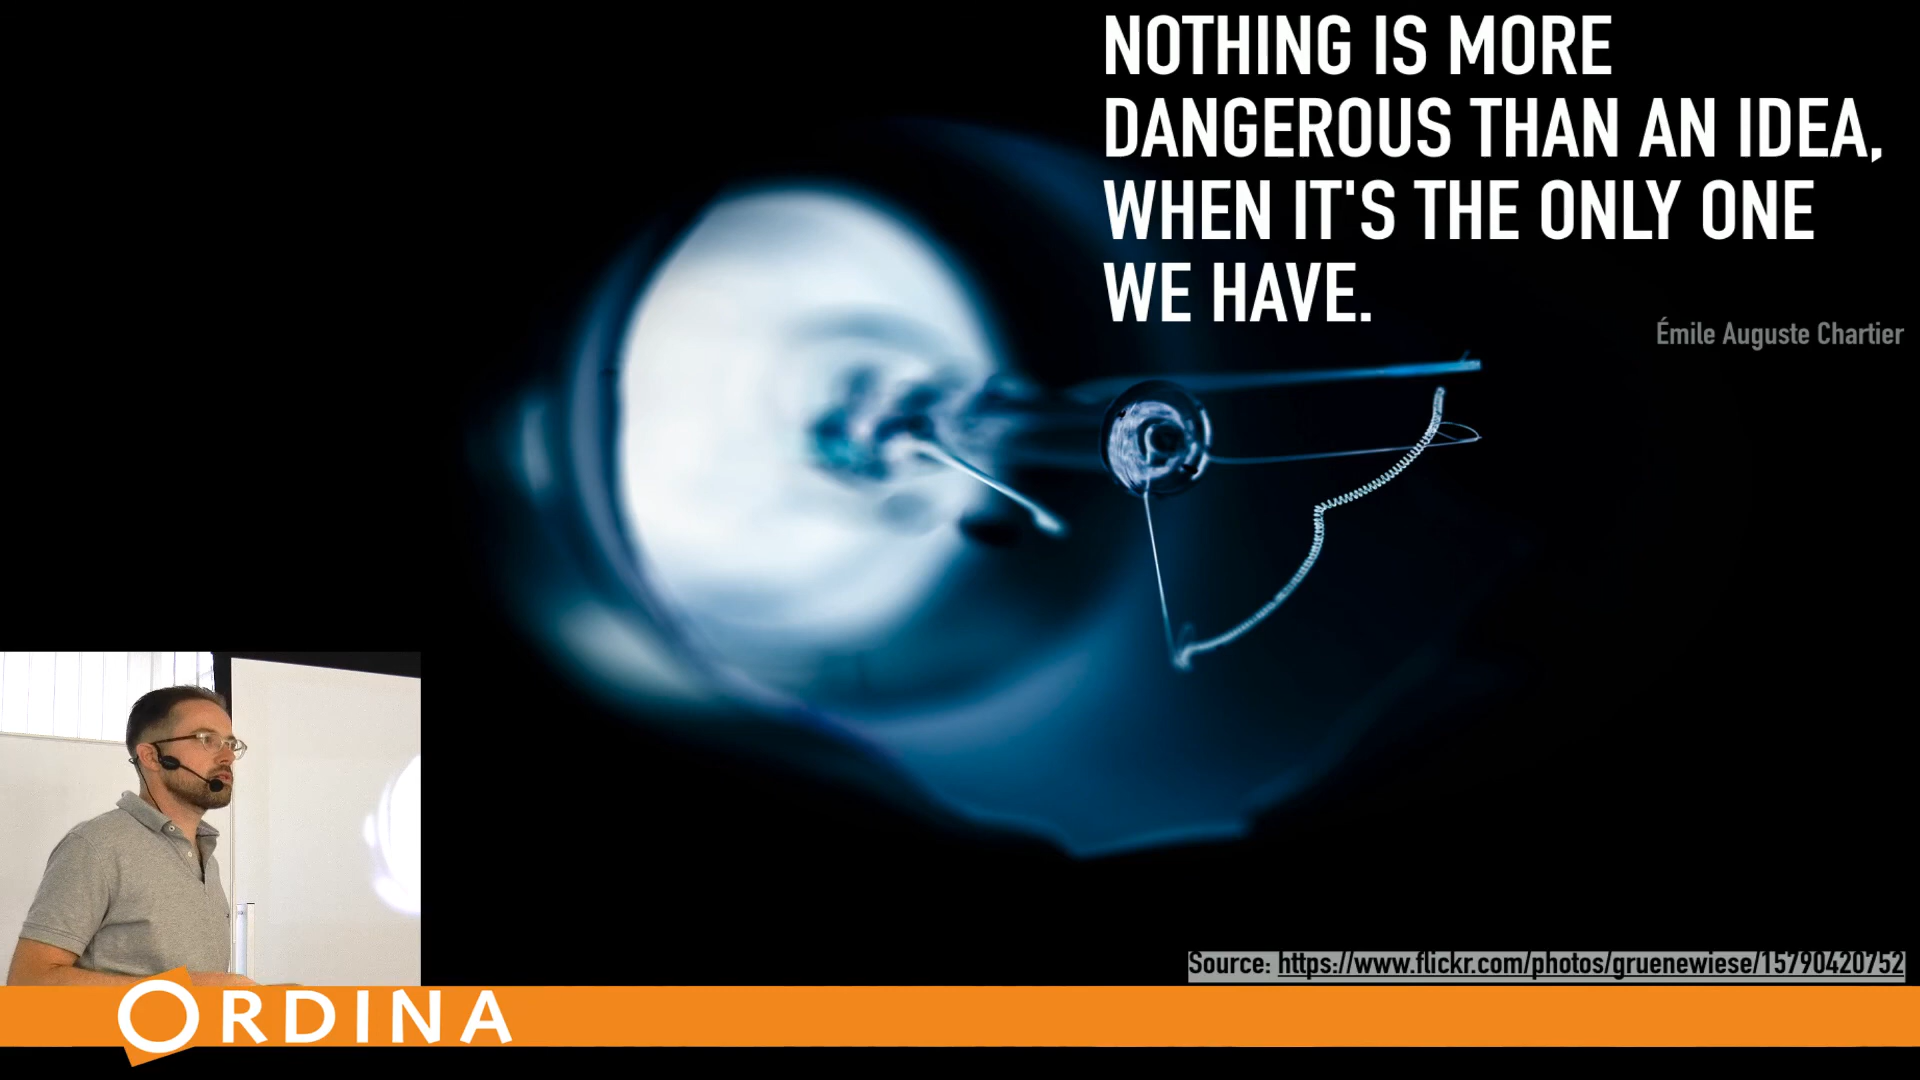 NOTHING IS MORE
DANGEROUS THAN AN IDEA,
WHEN IT'S THE ONLY ONE
WE HAVE.
Émile Auguste Chartier
Source: https://www.flickr.com/photos/gruenewiese/15790420752
ORDINA